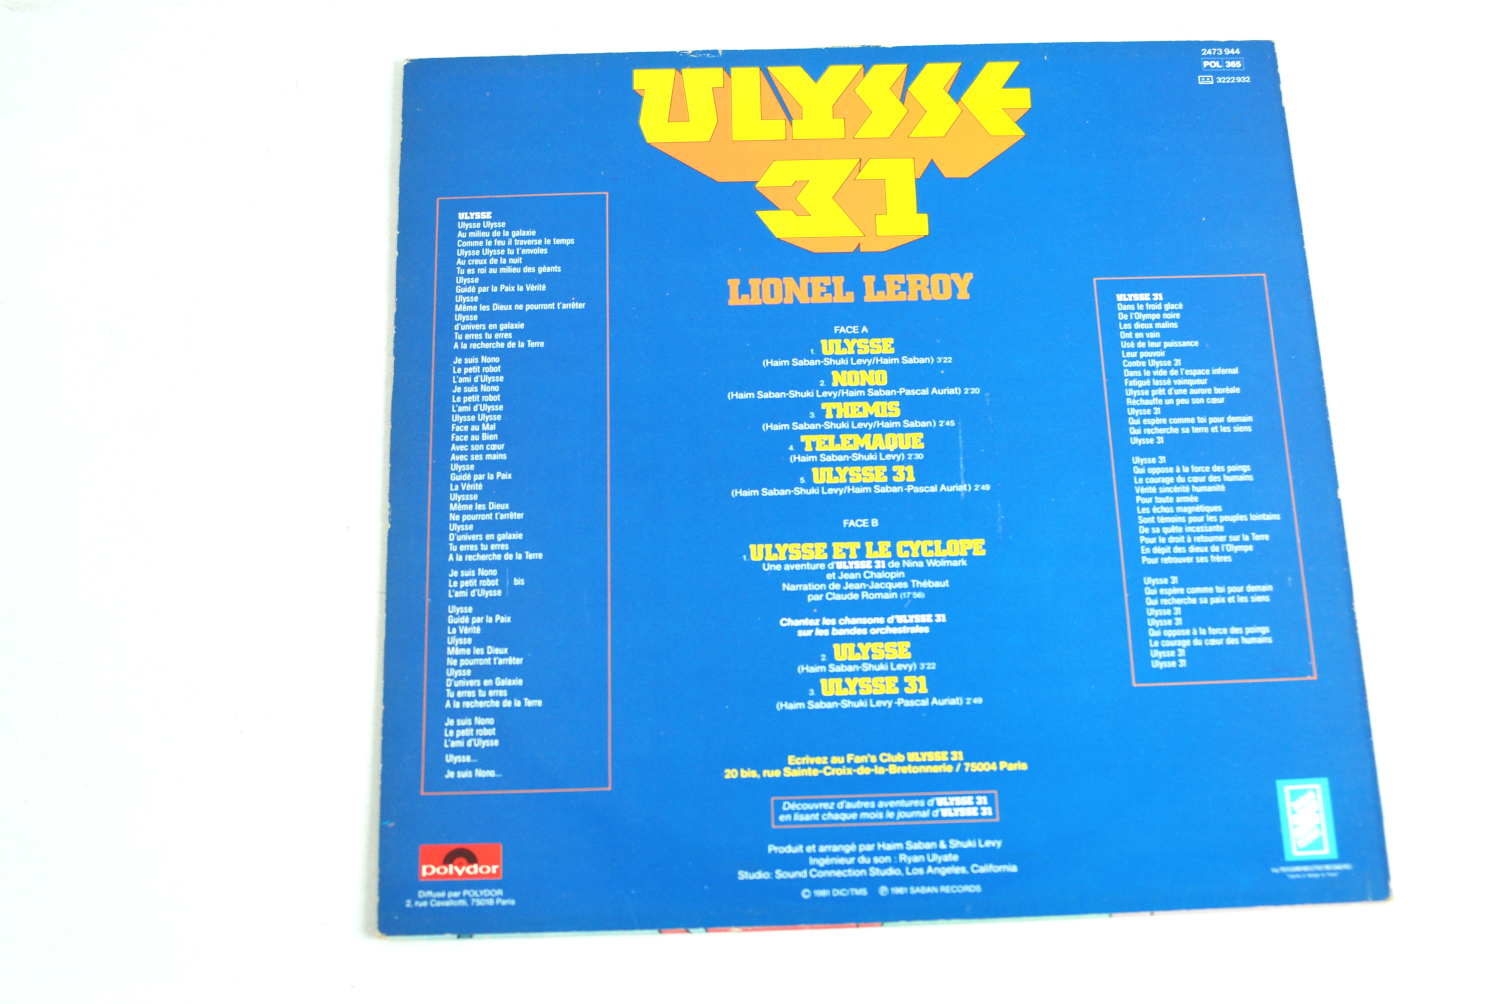 2473 944
POL 365
3222932
ULYSSE
31
LIONEL LEROY
ULYSSE
Ulysse Ulysse
Au milieu de la galaxie
Comme le feu il traverse le temps
Ulysse Ulysse tu t'envoles
Au creux de la nuit
Tu es roi au milieu des géants
Ulysse
Guidé par la Paix la Vérité
Ulysse
Même les Dieux ne pourront t'arrêter
Ulysse
d'univers en galaxie
Tu erres tu erres
A la recherche de la Terre
Je suis Nono
Le petit robot
L'ami d'Ulysse
Je suis Nono
Le petit robot
L'ami d'Ulysse
Ulysse Ulysse
Face au Mal
Face au Bien
Avec son cœur
Avec ses mains
Ulysse
Guidé par la Paix
La Vérité
Ulyssse
Même les Dieux
Ne pourront t'arrêter
Ulysse
D'univers en galaxie
Tu erres tu erres
A la recherche de la Terre
Je suis Nono
Le petit robot bis
L'ami d'Ulysse
Ulysse
Guidé par la Paix
La Vérité
Ulysse
Même les Dieux
Ne pourront t'arrêter
Ulysse
D'univers en Galaxie
Tu erres tu erres
A la recherche de la Terre
Je suis Nono
Le petit robot
L'ami d'Ulysse
Ulysse...
Je suis Nono...
FACE A
1. ULYSSE
(Haim Saban-Shuki Levy/Haim Saban) 3'22
2. NONO
(Haim Saban-Shuki Levy/Haim Saban-Pascal Auriat) 2'20
3. THEMIS
(Haim Saban-Shuki Levy/Haim Saban) 2'45
4. TELEMAQUE
(Haim Saban-Shuki Levy) 2'30
5. ULYSSE 31
(Haim Saban-Shuki Levy/Haim Saban-Pascal Auriat) 2'49
FACE B
1. ULYSSE ET LE CYCLOPE
Une aventure d'ULYSSE 31 de Nina Wolmark
et Jean Chalopin
Narration de Jean-Jacques Thébaut
par Claude Romain (17'56)
Chantez les chansons d'ULYSSE 31
sur les bandes orchestrales
2. ULYSSE
(Haim Saban-Shuki Levy) 3'22
3. ULYSSE 31
(Haim Saban-Shuki Levy-Pascal Auriat) 2'49
Ecrivez au Fan's Club ULYSSE 31
20 bis, rue Sainte-Croix-de-la-Bretonnerie / 75004 Paris
Découvrez d'autres aventures d'ULYSSE 31
en lisant chaque mois le journal d'ULYSSE 31
Produit et arrangé par Haim Saban & Shuki Levy
Ingénieur du son : Ryan Ulyate
Studio: Sound Connection Studio, Los Angeles, California
© 1981 DIC/TMS ℗ 1981 SABAN RECORDS
ULYSSE 31
Dans le froid glacé
De l'Olympe noire
Les dieux malins
Ont en vain
Usé de leur puissance
Leur pouvoir
Contre Ulysse 31
Dans le vide de l'espace infernal
Fatigué lassé vainqueur
Ulysse prêt d'une aurore boréale
Réchauffe un peu son cœur
Ulysse 31
Qui espère comme toi pour demain
Qui recherche sa terre et les siens
Ulysse 31
Ulysse 31
Qui oppose à la force des poings
Le courage du cœur des humains
Vérité sincérité humanité
Pour toute armée
Les échos magnétiques
Sont témoins pour les peuples lointains
De sa quête incessante
Pour le droit à retourner sur la Terre
En dépit des dieux de l'Olympe
Pour retrouver ses frères
Ulysse 31
Qui espère comme toi pour demain
Qui recherche sa paix et les siens
Ulysse 31
Ulysse 31
Qui oppose à la force des poings
Le courage du cœur des humains
Ulysse 31
Ulysse 31
polydor
Diffusé par POLYDOR
2, rue Cavallotti, 75018 Paris